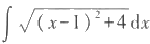 ∫ √((x-1)²+4) dx